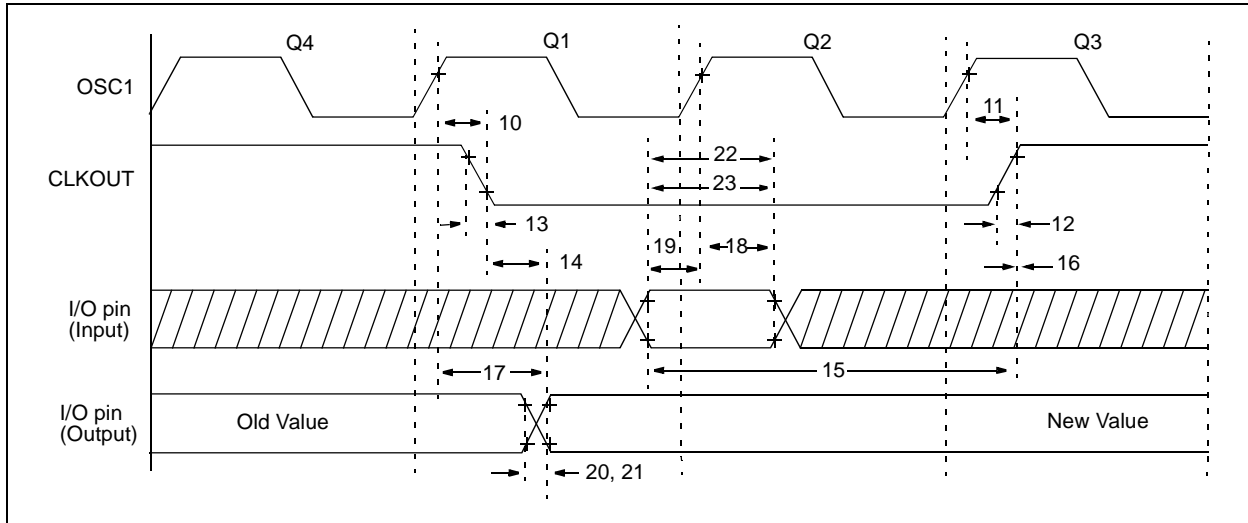 Q4 Q1 Q2 Q3
OSC1
10 11
22
CLKOUT
23
13 12
19 18
14 16
I/O pin
(Input)
17 15
I/O pin
(Output)
Old Value New Value
20, 21